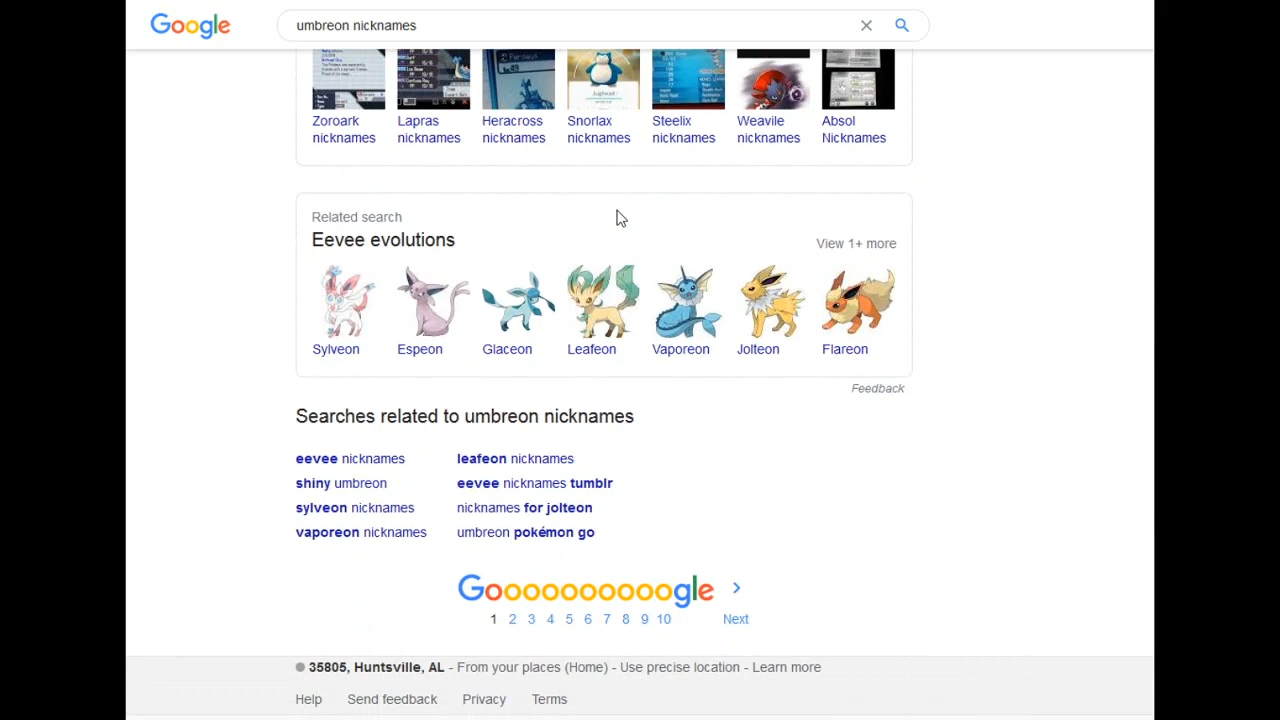 Google
umbreon nicknames
Zoroark nicknames
Lapras nicknames
Heracross nicknames
Snorlax nicknames
Steelix nicknames
Weavile nicknames
Absol Nicknames
Related search
Eevee evolutions
View 1+ more
Sylveon
Espeon
Glaceon
Leafeon
Vaporeon
Jolteon
Flareon
Feedback
Searches related to umbreon nicknames
eevee nicknames
leafeon nicknames
shiny umbreon
eevee nicknames tumblr
sylveon nicknames
nicknames for jolteon
vaporeon nicknames
umbreon pokémon go
Goooooooooogle >
1 2 3 4 5 6 7 8 9 10 Next
35805, Huntsville, AL - From your places (Home) - Use precise location - Learn more
Help Send feedback Privacy Terms